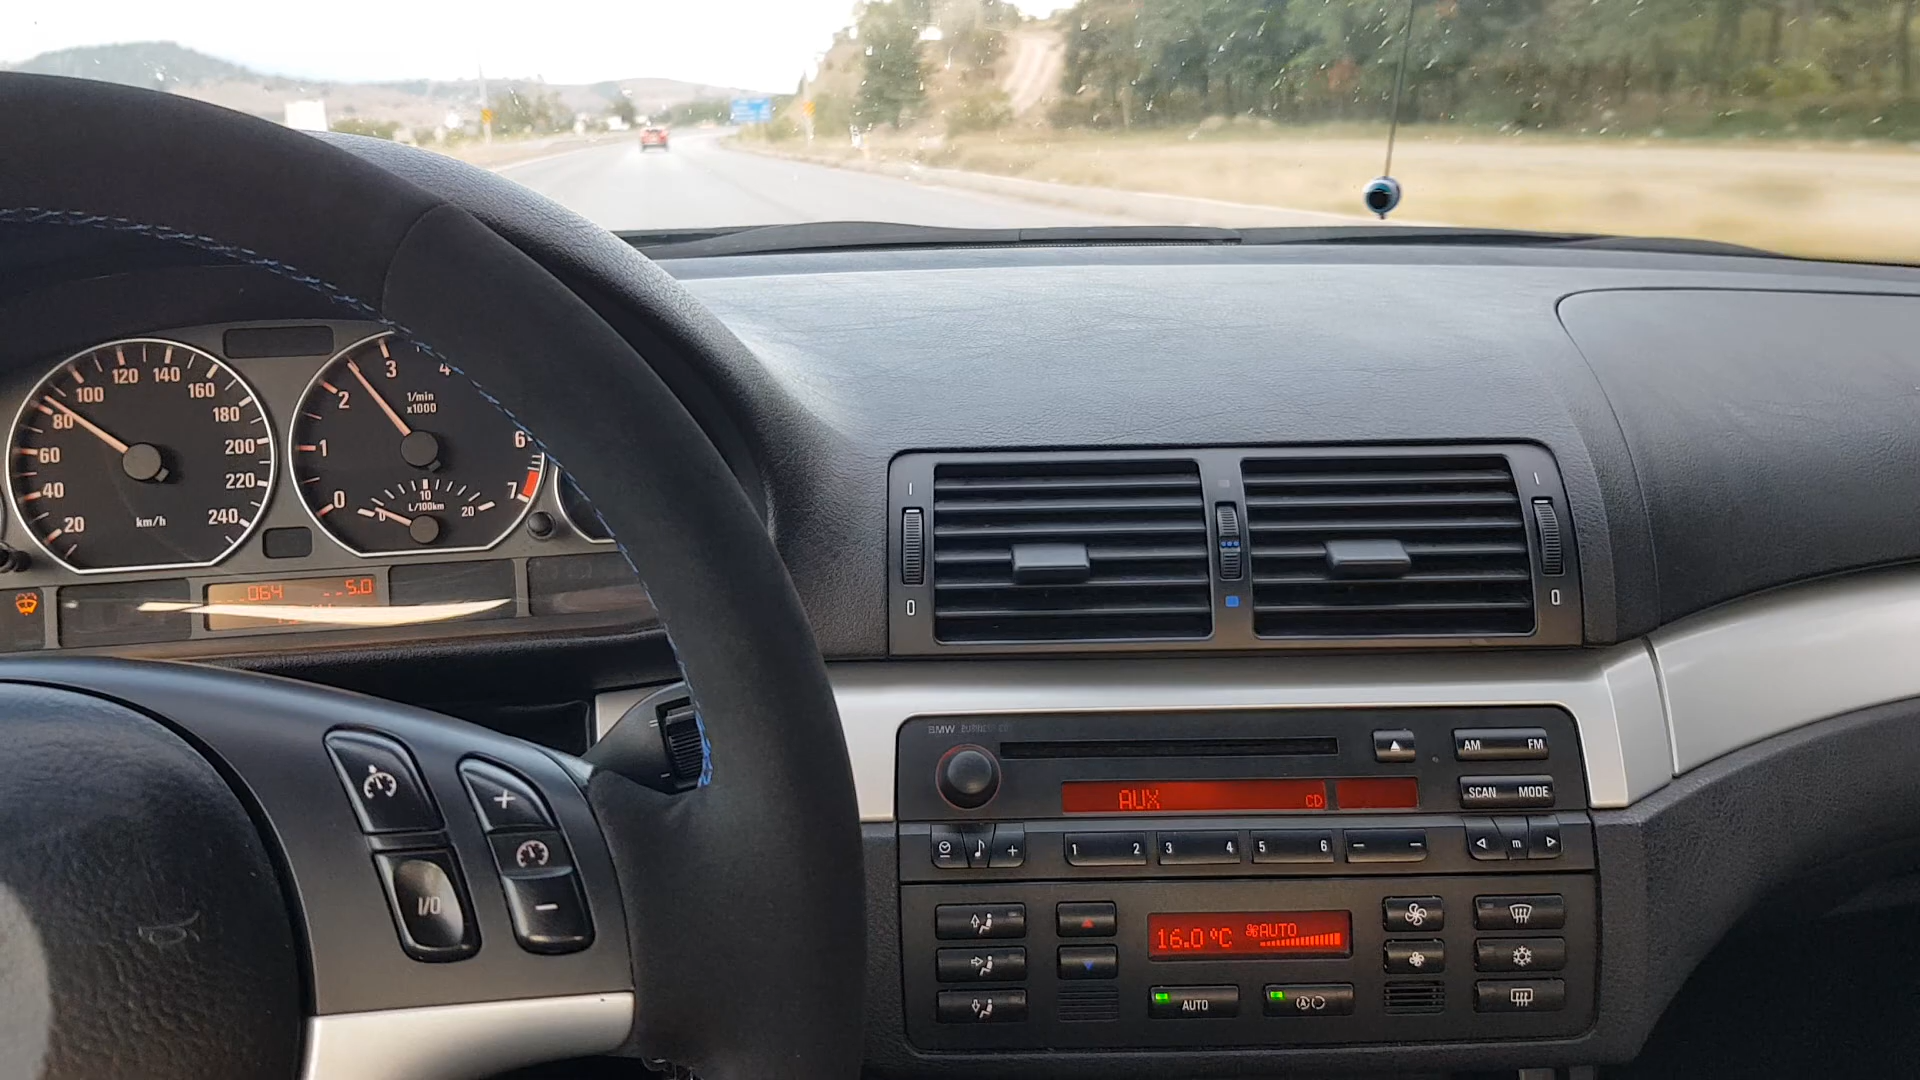 20
40
60
80
100
120
140
160
180
200
220
240
km/h
0
1
2
3
4
6
7
1/min
x1000
0
10
20
L/100km
064 --5.0
I/O
+
−
I
0
I
0
BMW
AM FM
SCAN MODE
AUX CD
+
1 2
3 4
5 6
− −
m
16.0 °C AUTO
AUTO
A